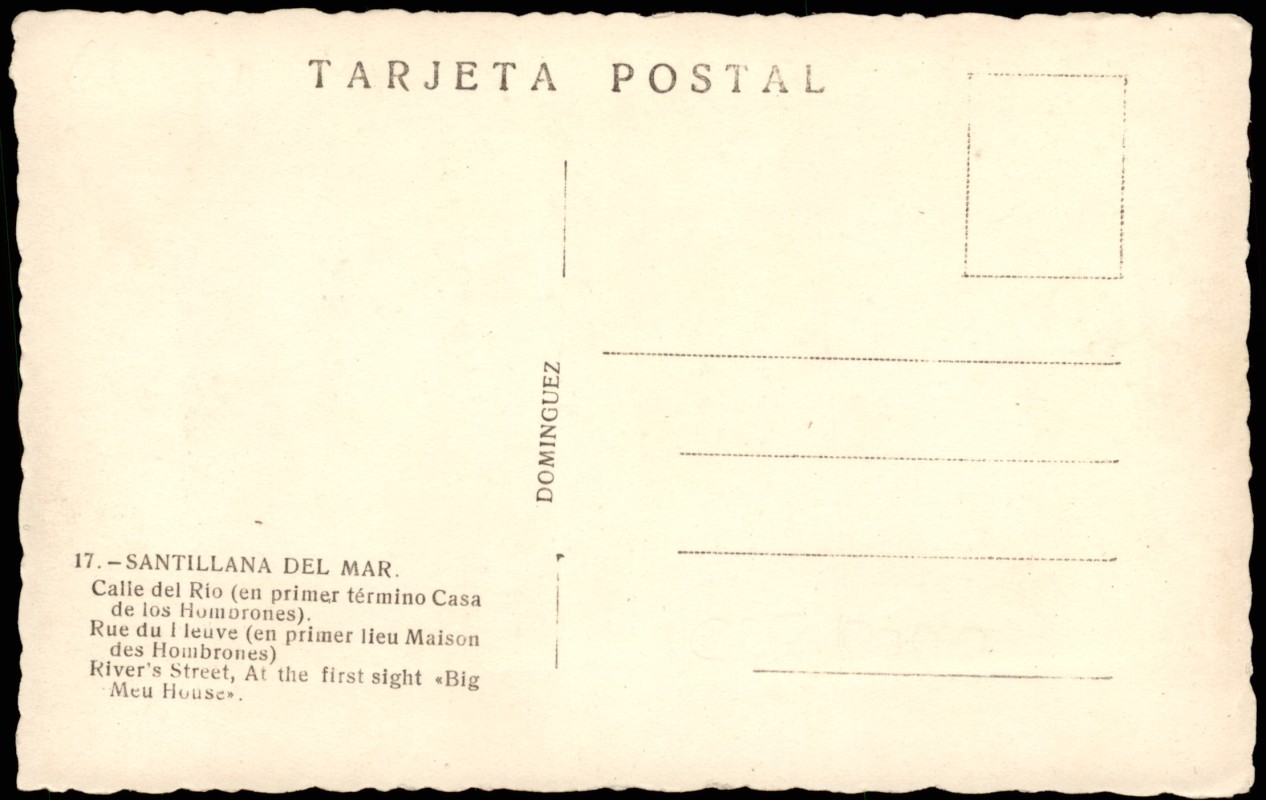 TARJETA POSTAL
DOMINGUEZ
17.-SANTILLANA DEL MAR.
Calle del Río (en primer término Casa
de los Hombrones).
Rue du Fleuve (en primer lieu Maison
des Hombrones)
River's Street, At the first sight «Big
Meu House».